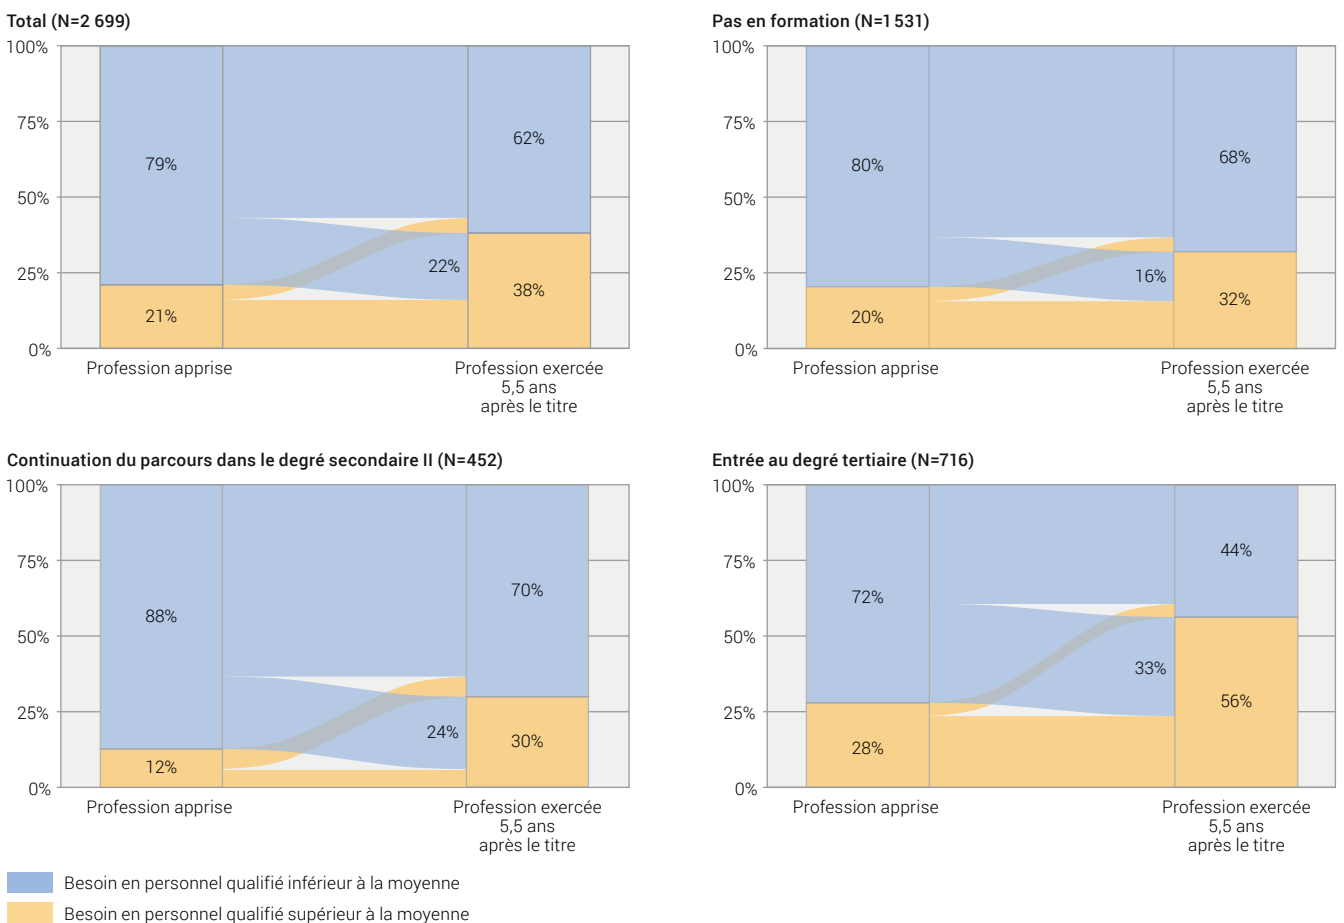 Total (N=2 699)
100%
75%
50%
25%
0%
79%
21%
22%
62%
38%
Profession apprise
Profession exercée
5,5 ans
après le titre
Pas en formation (N=1 531)
100%
75%
50%
25%
0%
80%
20%
16%
68%
32%
Profession apprise
Profession exercée
5,5 ans
après le titre
Continuation du parcours dans le degré secondaire II (N=452)
100%
75%
50%
25%
0%
88%
12%
24%
70%
30%
Profession apprise
Profession exercée
5,5 ans
après le titre
Entrée au degré tertiaire (N=716)
100%
75%
50%
25%
0%
72%
28%
33%
44%
56%
Profession apprise
Profession exercée
5,5 ans
après le titre
Besoin en personnel qualifié inférieur à la moyenne
Besoin en personnel qualifié supérieur à la moyenne